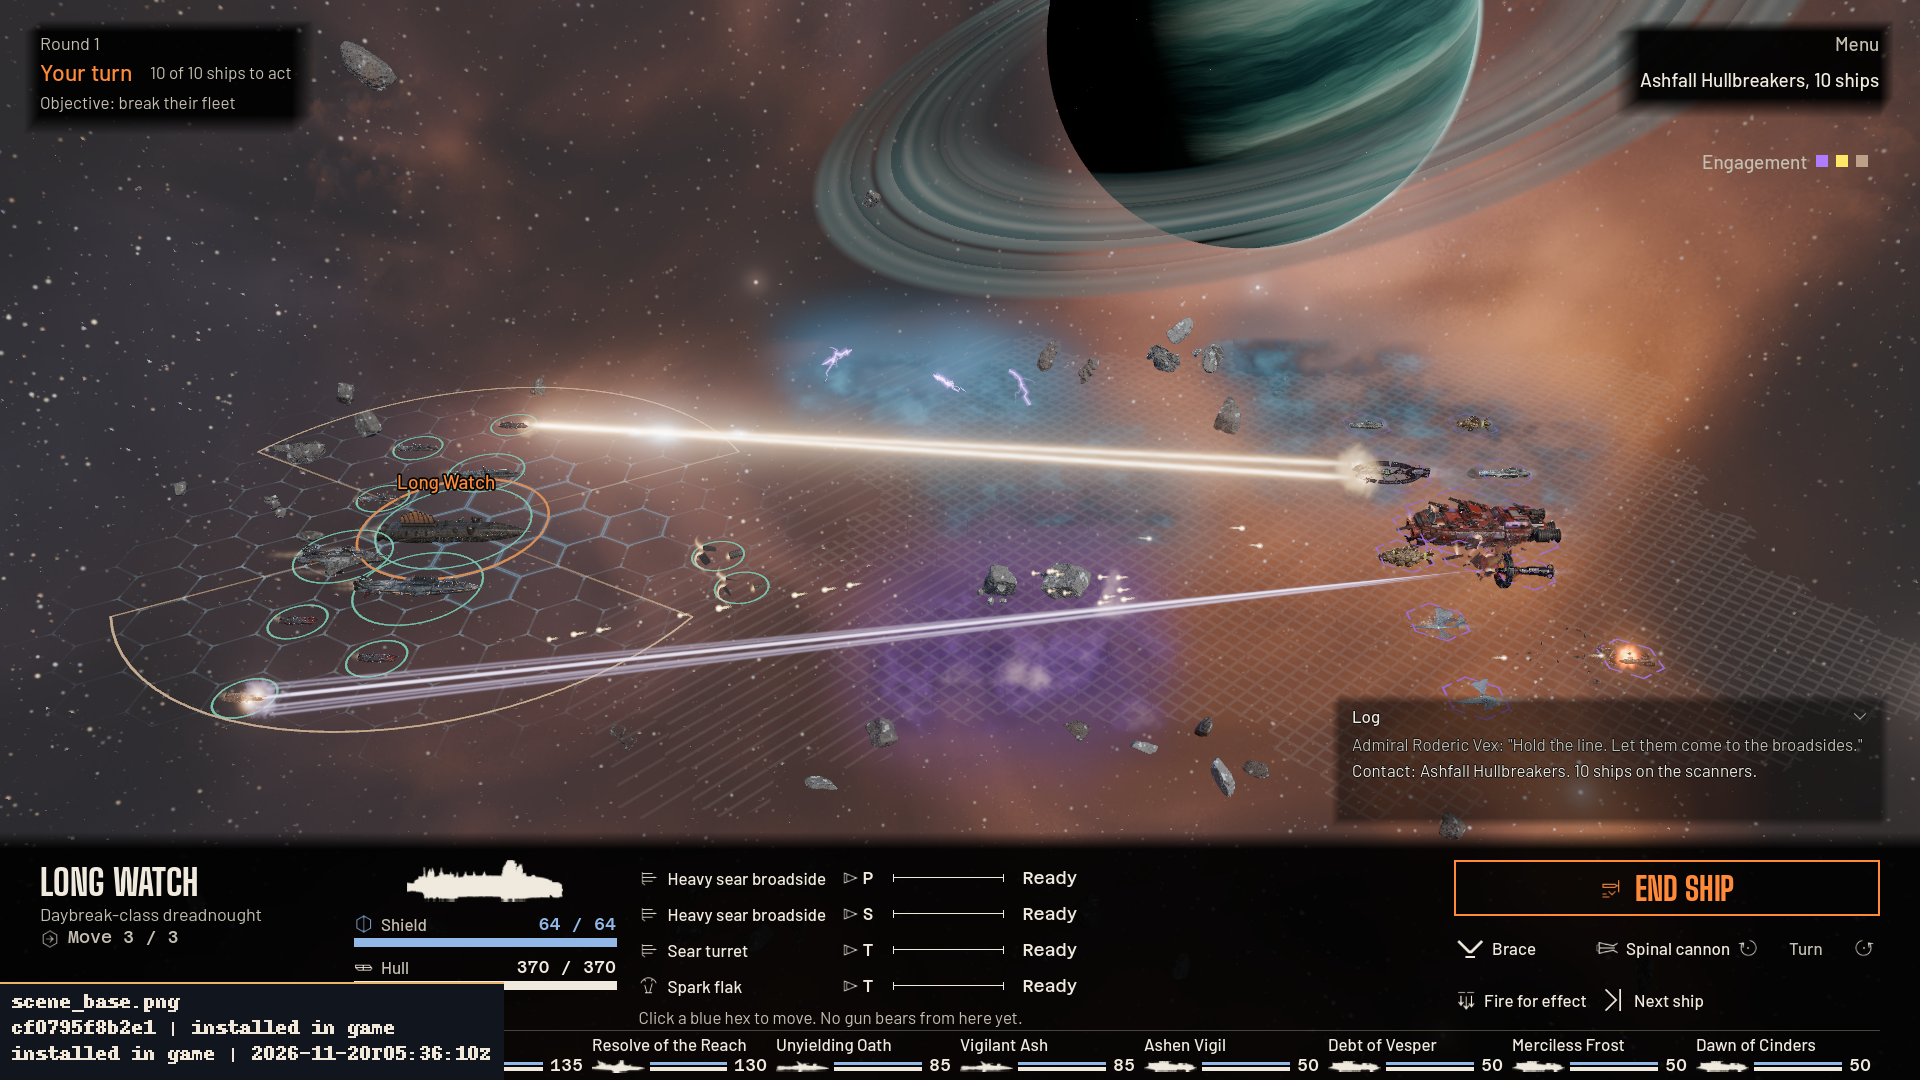 Round 1
Your turn 10 of 10 ships to act
Objective: break their fleet
Menu
Ashfall Hullbreakers, 10 ships
Engagement
Long Watch
Log
Admiral Roderic Vex: "Hold the line. Let them come to the broadsides."
Contact: Ashfall Hullbreakers. 10 ships on the scanners.
LONG WATCH
Daybreak-class dreadnought
Move 3 / 3
Shield 64 / 64
Hull 370 / 370
Heavy sear broadside P Ready
Heavy sear broadside S Ready
Sear turret T Ready
Spark flak T Ready
Click a blue hex to move. No gun bears from here yet.
END SHIP
Brace Spinal cannon Turn
Fire for effect Next ship
scene_base.png
cf0795f8b2e1 | installed in game
installed in game | 2026-11-20T05:36:10Z
Resolve of the Reach Unyielding Oath Vigilant Ash Ashen Vigil Debt of Vesper Merciless Frost Dawn of Cinders
135 130 85 85 50 50 50 50